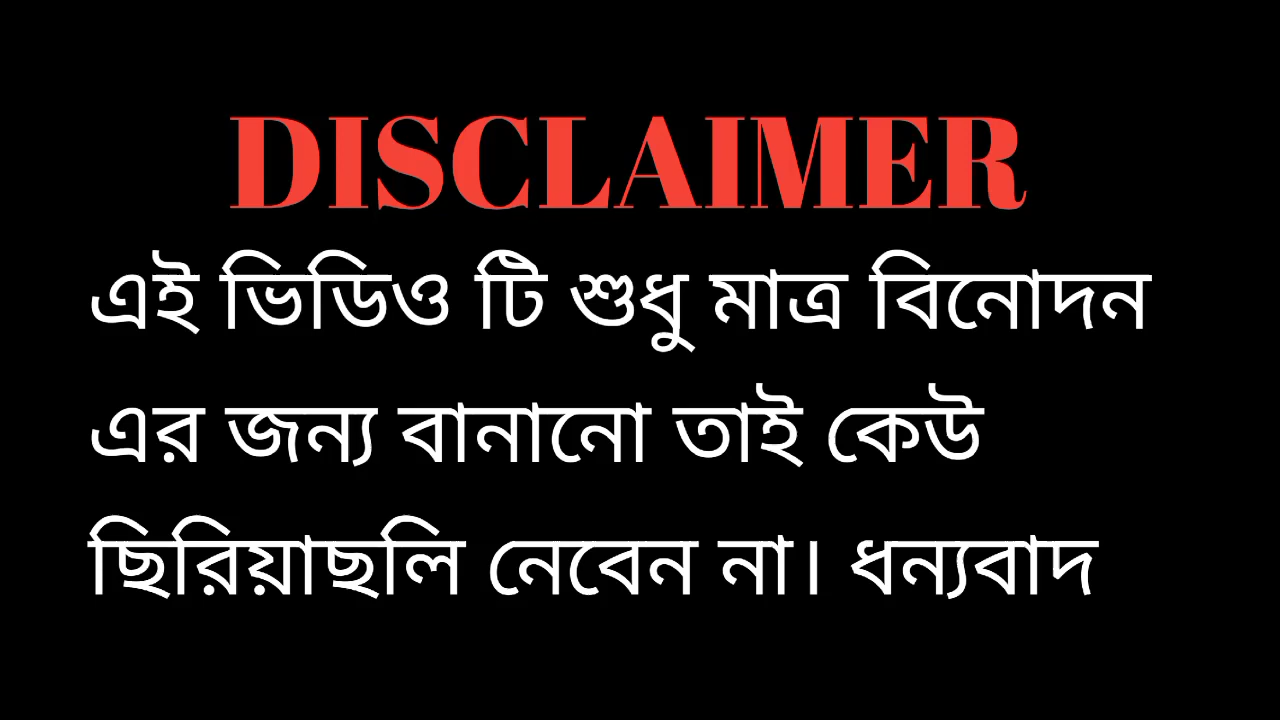 DISCLAIMER
এই ভিডিও টি শুধু মাত্র বিনোদন
এর জন্য বানানো তাই কেউ
ছিরিয়াছলি নেবেন না। ধন্যবাদ